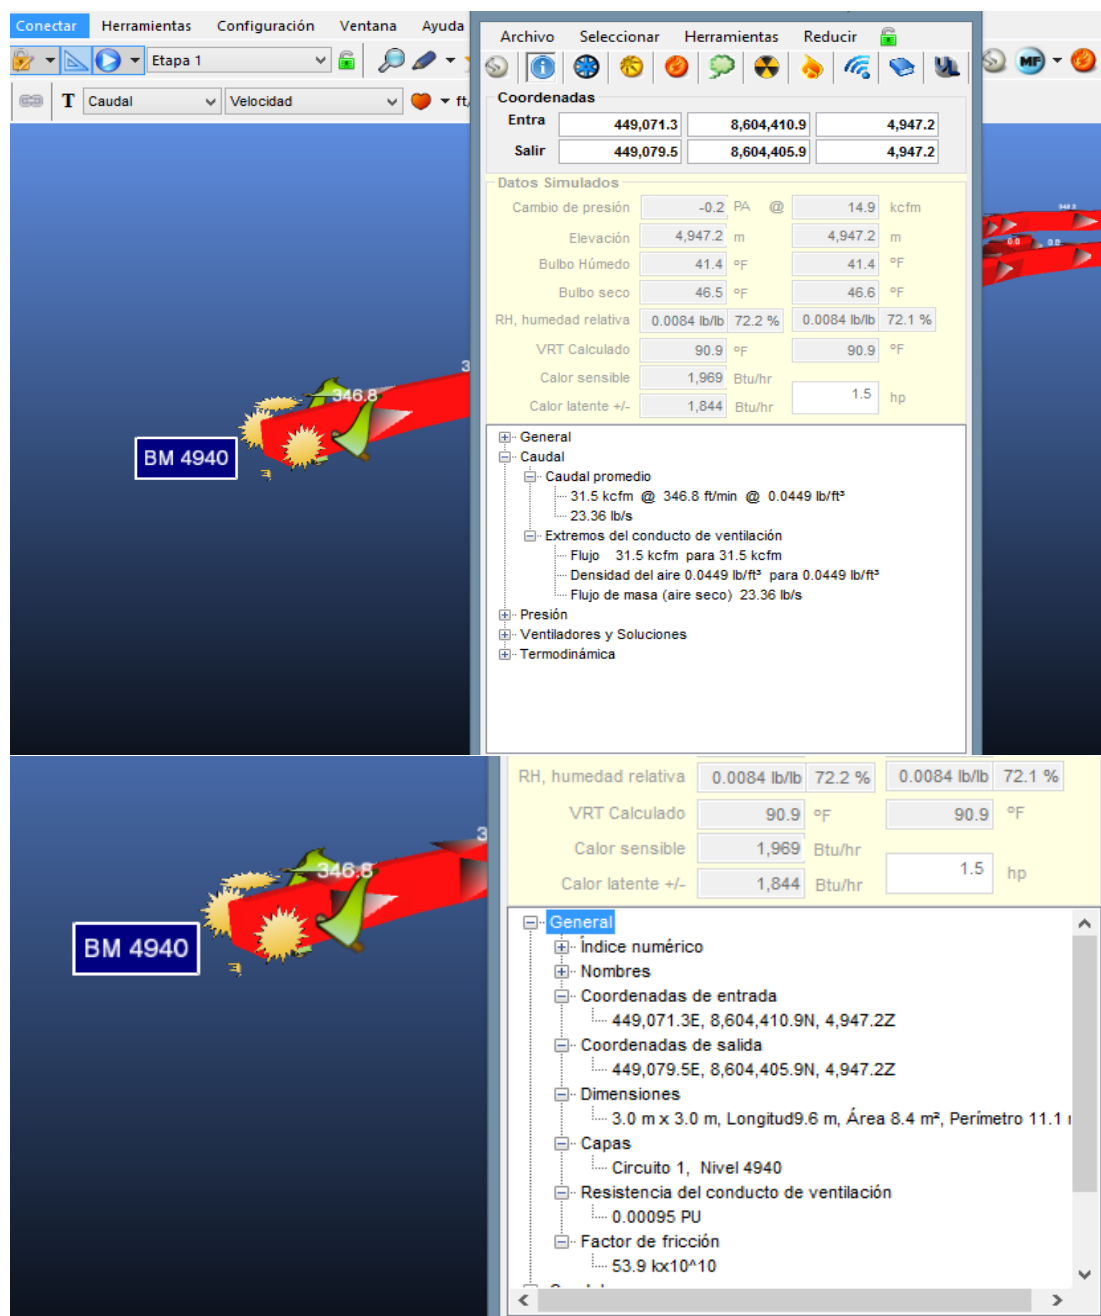 Conectar Herramientas Configuración Ventana Ayuda
Etapa 1
T Caudal Velocidad ft/
Archivo Seleccionar Herramientas Reducir
MF
Coordenadas
Entra 449,071.3 8,604,410.9 4,947.2
Salir 449,079.5 8,604,405.9 4,947.2
Datos Simulados
Cambio de presión -0.2 PA @ 14.9 kcfm
Elevación 4,947.2 m 4,947.2 m
Bulbo Húmedo 41.4 ºF 41.4 ºF
Bulbo seco 46.5 ºF 46.6 ºF
RH, humedad relativa 0.0084 lb/lb 72.2 % 0.0084 lb/lb 72.1 %
VRT Calculado 90.9 ºF 90.9 ºF
Calor sensible 1,969 Btu/hr
1.5 hp
Calor latente +/- 1,844 Btu/hr
346.8
3
BM 4940
0.0 0.0
General
Caudal
Caudal promedio
31.5 kcfm @ 346.8 ft/min @ 0.0449 lb/ft³
23.36 lb/s
Extremos del conducto de ventilación
Flujo 31.5 kcfm para 31.5 kcfm
Densidad del aire 0.0449 lb/ft³ para 0.0449 lb/ft³
Flujo de masa (aire seco) 23.36 lb/s
Presión
Ventiladores y Soluciones
Termodinámica
RH, humedad relativa 0.0084 lb/lb 72.2 % 0.0084 lb/lb 72.1 %
VRT Calculado 90.9 ºF 90.9 ºF
Calor sensible 1,969 Btu/hr
1.5 hp
Calor latente +/- 1,844 Btu/hr
3
346.8
BM 4940
General
Índice numérico
Nombres
Coordenadas de entrada
449,071.3E, 8,604,410.9N, 4,947.2Z
Coordenadas de salida
449,079.5E, 8,604,405.9N, 4,947.2Z
Dimensiones
3.0 m x 3.0 m, Longitud9.6 m, Área 8.4 m², Perímetro 11.1
Capas
Circuito 1, Nivel 4940
Resistencia del conducto de ventilación
0.00095 PU
Factor de fricción
53.9 kx10^10